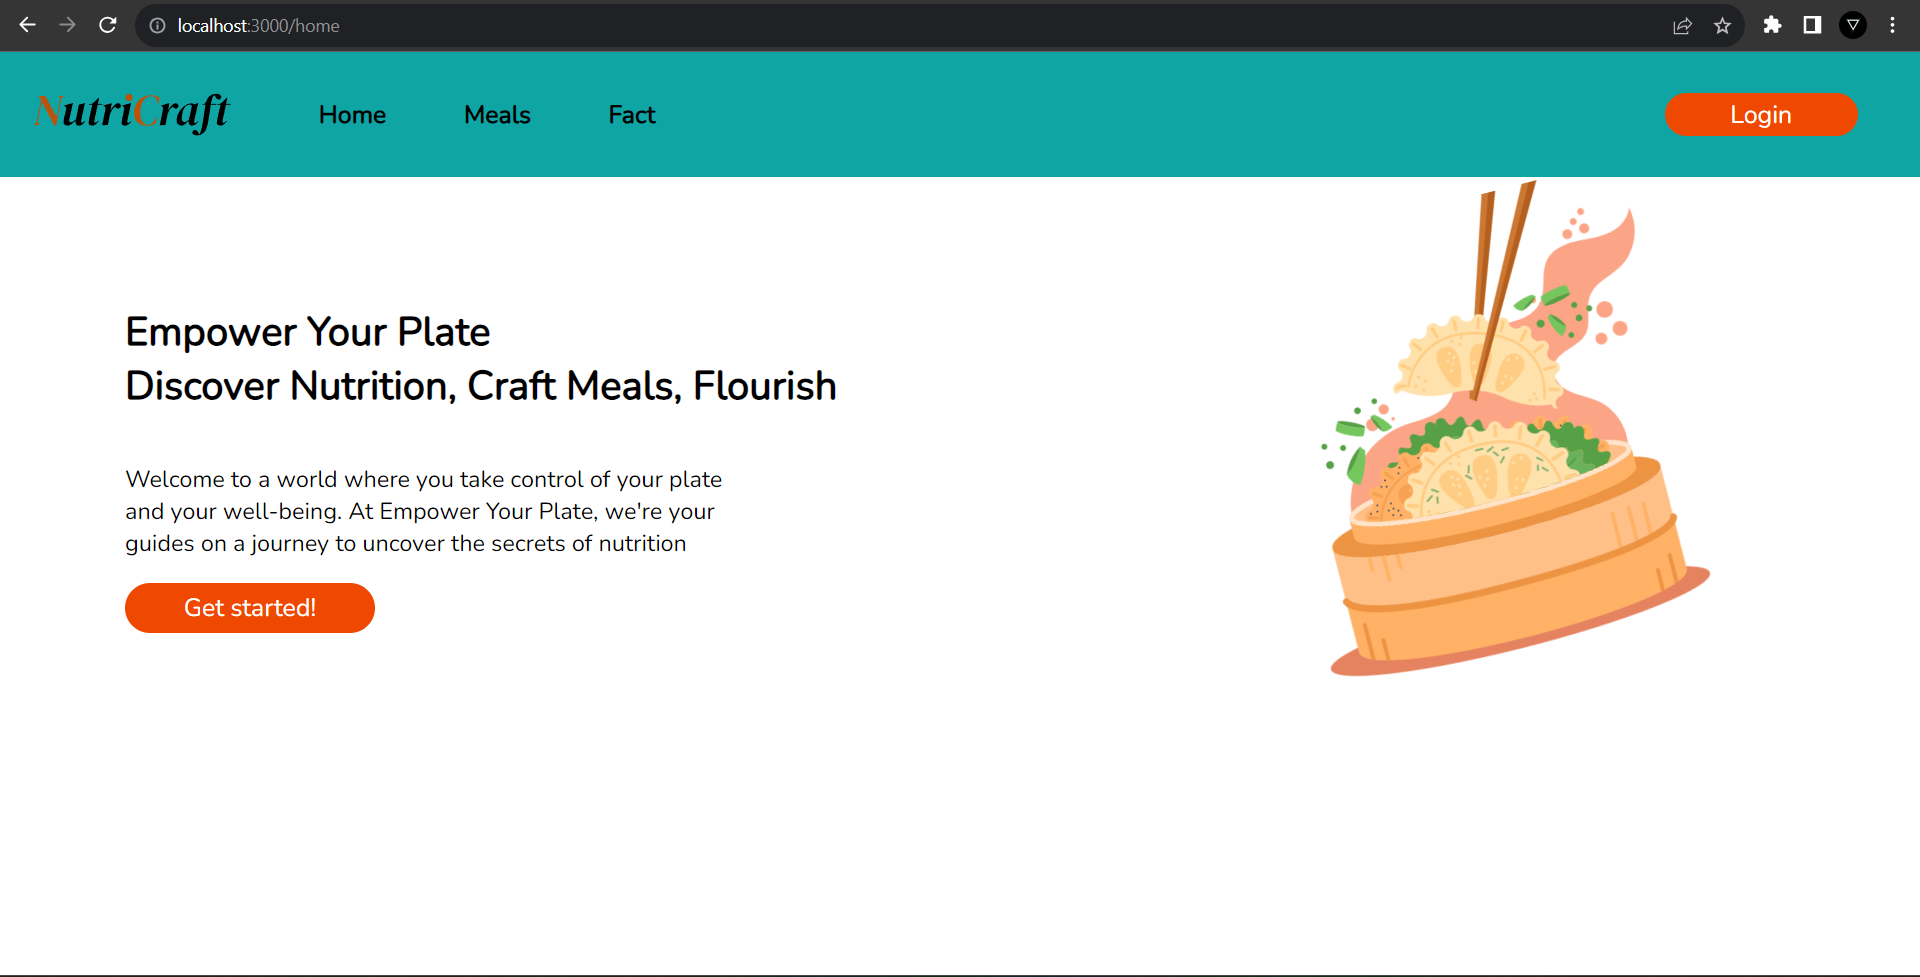 localhost:3000/home
NutriCraft
Home
Meals
Fact
Login
Empower Your Plate
Discover Nutrition, Craft Meals, Flourish
Welcome to a world where you take control of your plate
and your well-being. At Empower Your Plate, we're your
guides on a journey to uncover the secrets of nutrition
Get started!